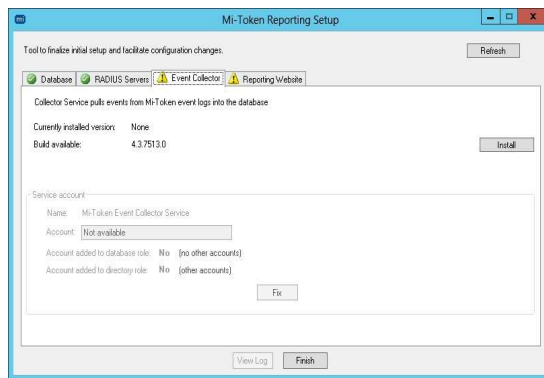 mi
Mi-Token Reporting Setup
Tool to finalize initial setup and facilitate configuration changes.
Refresh
Database RADIUS Servers Event Collector Reporting Website
Collector Service pulls events from Mi-Token event logs into the database
Currently installed version: None
Build available: 4.3.7513.0
Install
Service account
Name: Mi-Token Event Collector Service
Account: Not available
Account added to database role: No (no other accounts)
Account added to directory role: No (other accounts)
Fix
View Log Finish